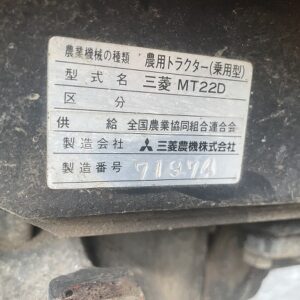 農業機械の種類 農用トラクター(乗用型)
型式名 三菱 MT22D
区分
供給 全国農業協同組合連合会
製造会社 三菱農機株式会社
製造番号